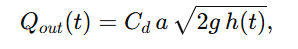 Q_{out}(t) = C_d a \sqrt{2g h(t)},